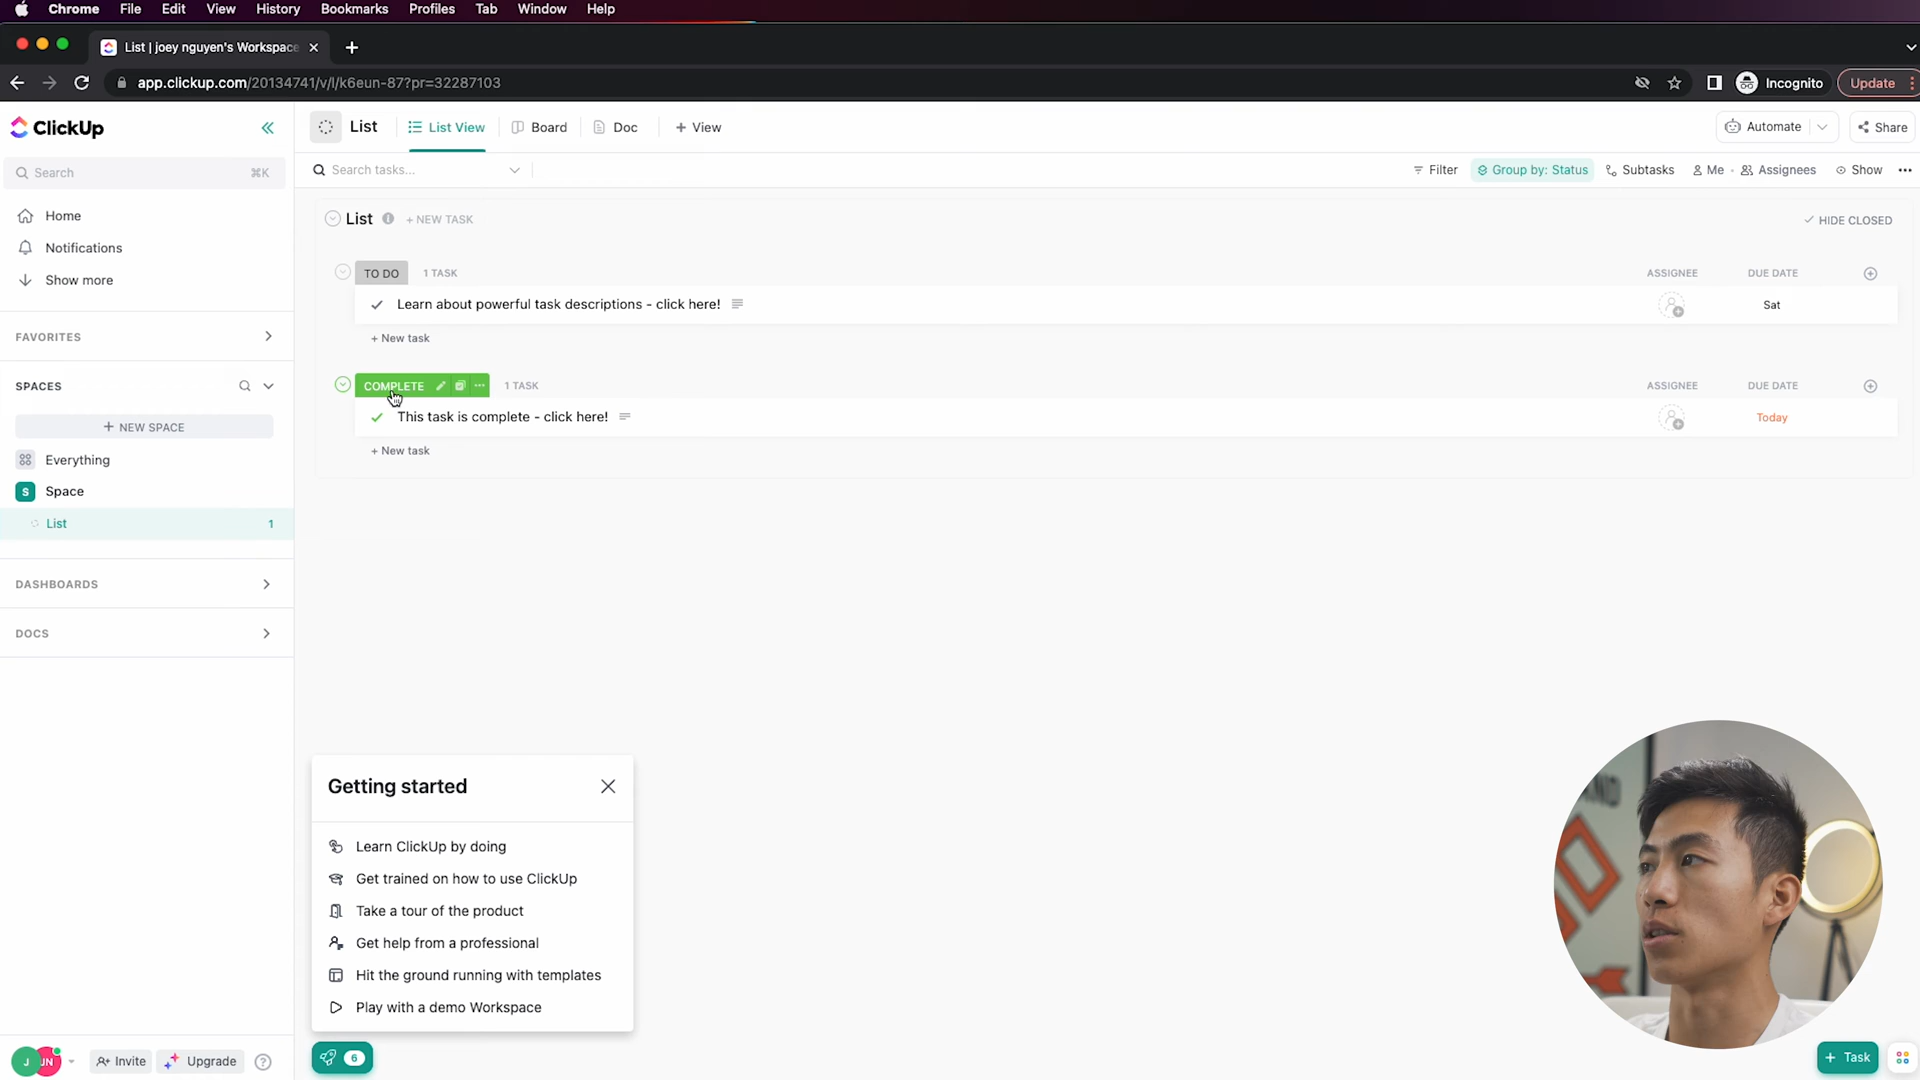 Chrome File Edit View History Bookmarks Profiles Tab Window Help
List | joey nguyen's Workspace
app.clickup.com/20134741/v/l/k6eun-87?pr=32287103 Incognito Update
ClickUp List List View Board Doc + View Automate Share
Search ⌘K Search tasks... Filter Group by: Status Subtasks Me Assignees Show
Home
Notifications
Show more
FAVORITES
SPACES
+ NEW SPACE
Everything
S Space
List 1
DASHBOARDS
DOCS
List + NEW TASK HIDE CLOSED
TO DO 1 TASK ASSIGNEE DUE DATE
Learn about powerful task descriptions - click here! Sat
+ New task
COMPLETE 1 TASK ASSIGNEE DUE DATE
This task is complete - click here! Today
+ New task
Getting started
Learn ClickUp by doing
Get trained on how to use ClickUp
Take a tour of the product
Get help from a professional
Hit the ground running with templates
Play with a demo Workspace
J JN Invite Upgrade ? 6 + Task